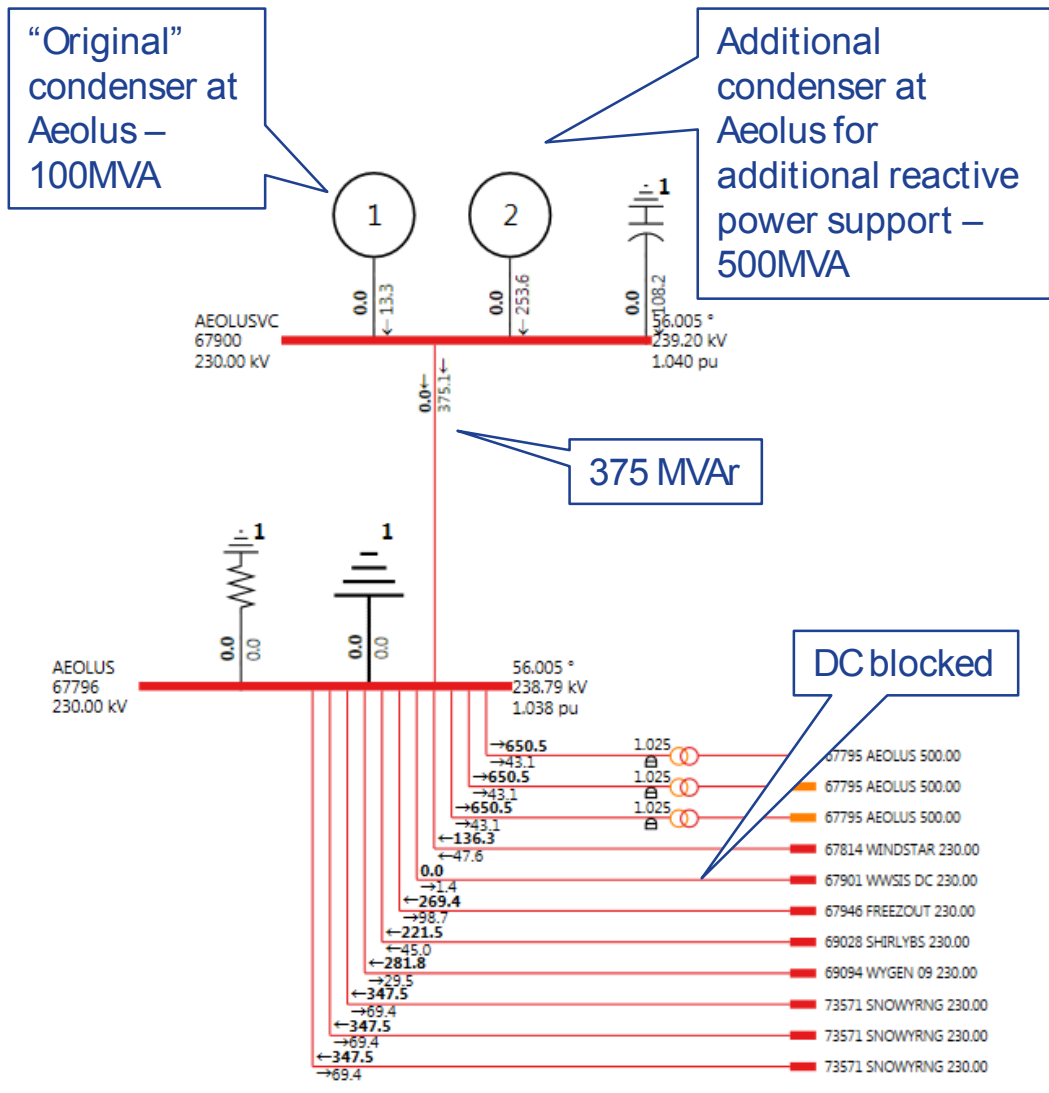 “Original”
condenser at
Aeolus –
100MVA
Additional
condenser at
Aeolus for
additional reactive
power support –
500MVA
1
2
1
0.0
←13.3
0.0
←253.6
0.0
←108.2
AEOLUSVC
67900
230.00 kV
56.005 °
239.20 kV
1.040 pu
0.0←
375.1←
375 MVAr
1
1
0.0
0.0
0.0
0.0
AEOLUS
67796
230.00 kV
56.005 °
238.79 kV
1.038 pu
DC blocked
→650.5
→43.1
1.025
67795 AEOLUS 500.00
→650.5
→43.1
1.025
67795 AEOLUS 500.00
→650.5
→43.1
1.025
67795 AEOLUS 500.00
←136.3
←47.6
67814 WINDSTAR 230.00
0.0
→1.4
67901 WWSIS DC 230.00
←269.4
→98.7
67946 FREEZOUT 230.00
←221.5
←45.0
69028 SHIRLYBS 230.00
←281.8
→29.5
69094 WYGEN 09 230.00
←347.5
→69.4
73571 SNOWYRNG 230.00
←347.5
→69.4
73571 SNOWYRNG 230.00
←347.5
→69.4
73571 SNOWYRNG 230.00